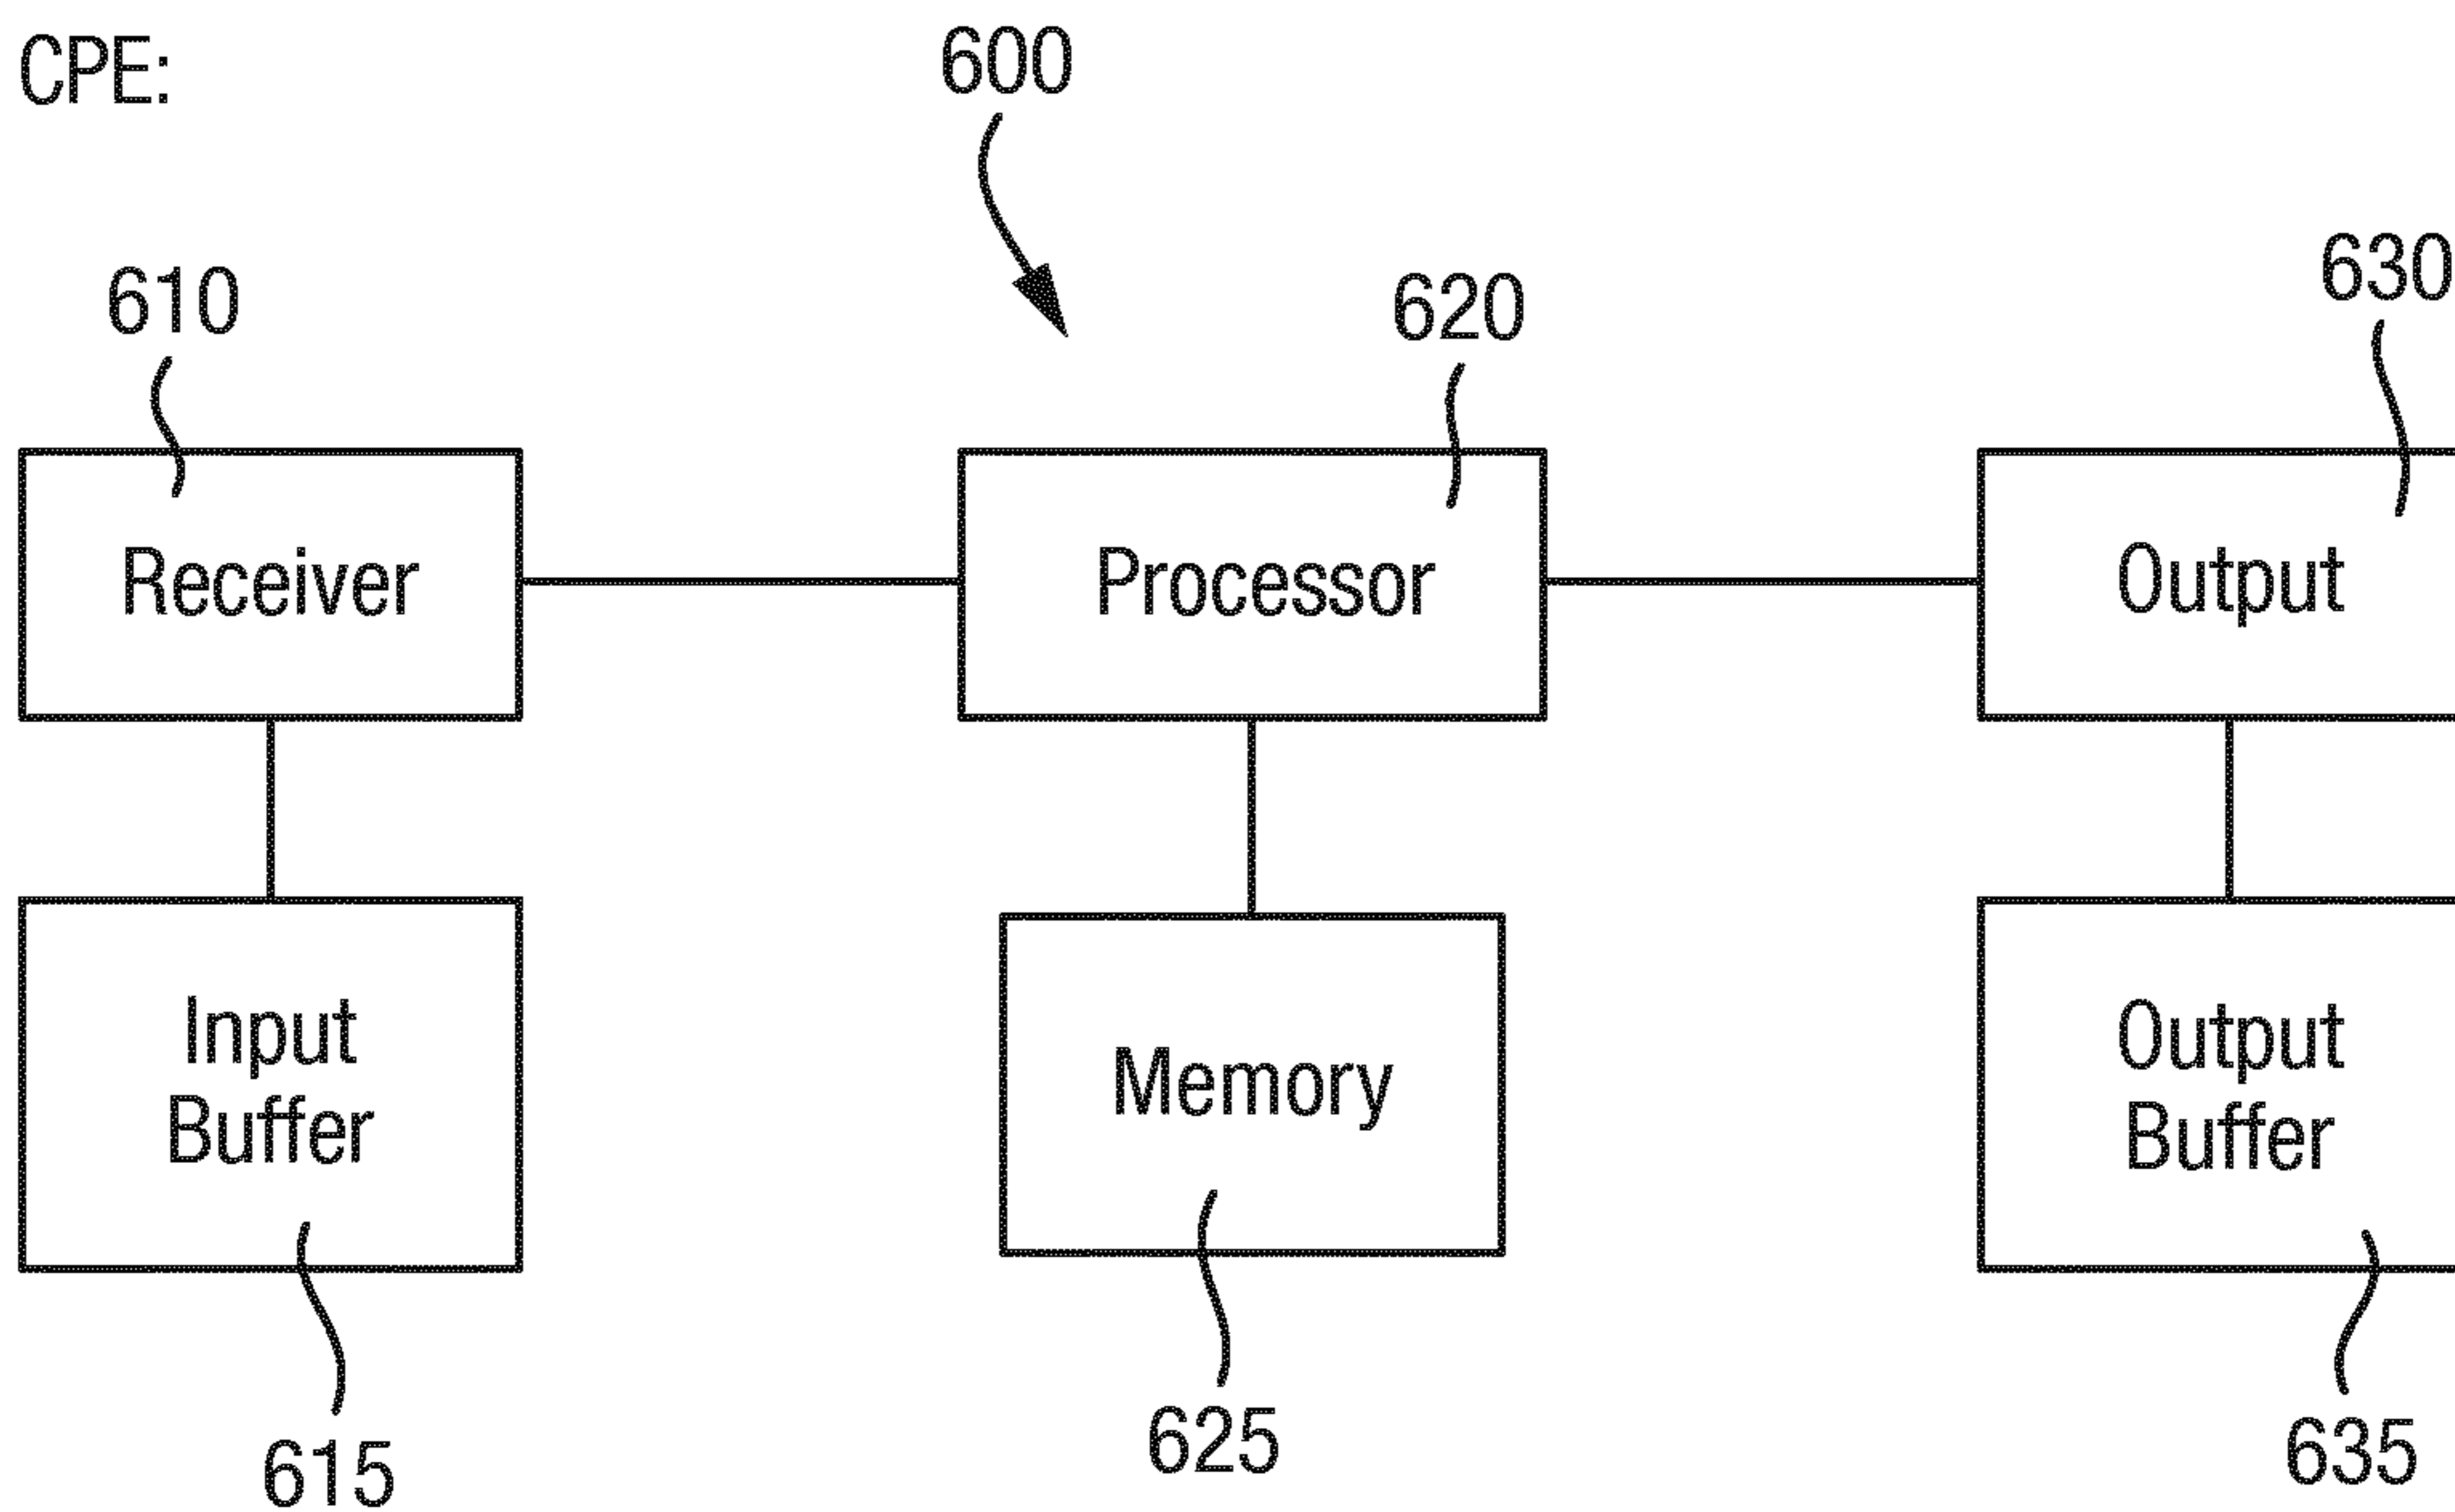 CPE:
600
610
620
630
Receiver
Processor
Output
Input
Buffer
Memory
Output
Buffer
615
625
635